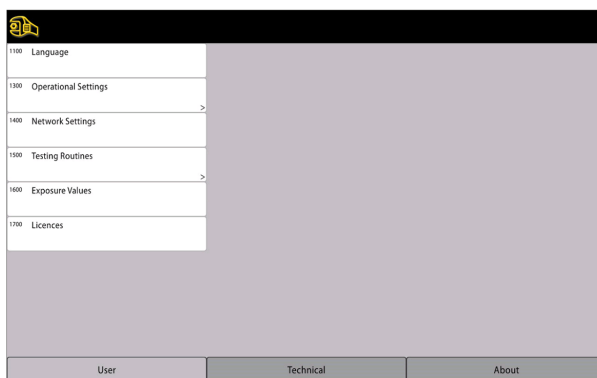 1100 Language
1300 Operational Settings
>
1400 Network Settings
1500 Testing Routines
>
1600 Exposure Values
1700 Licences
User Technical About